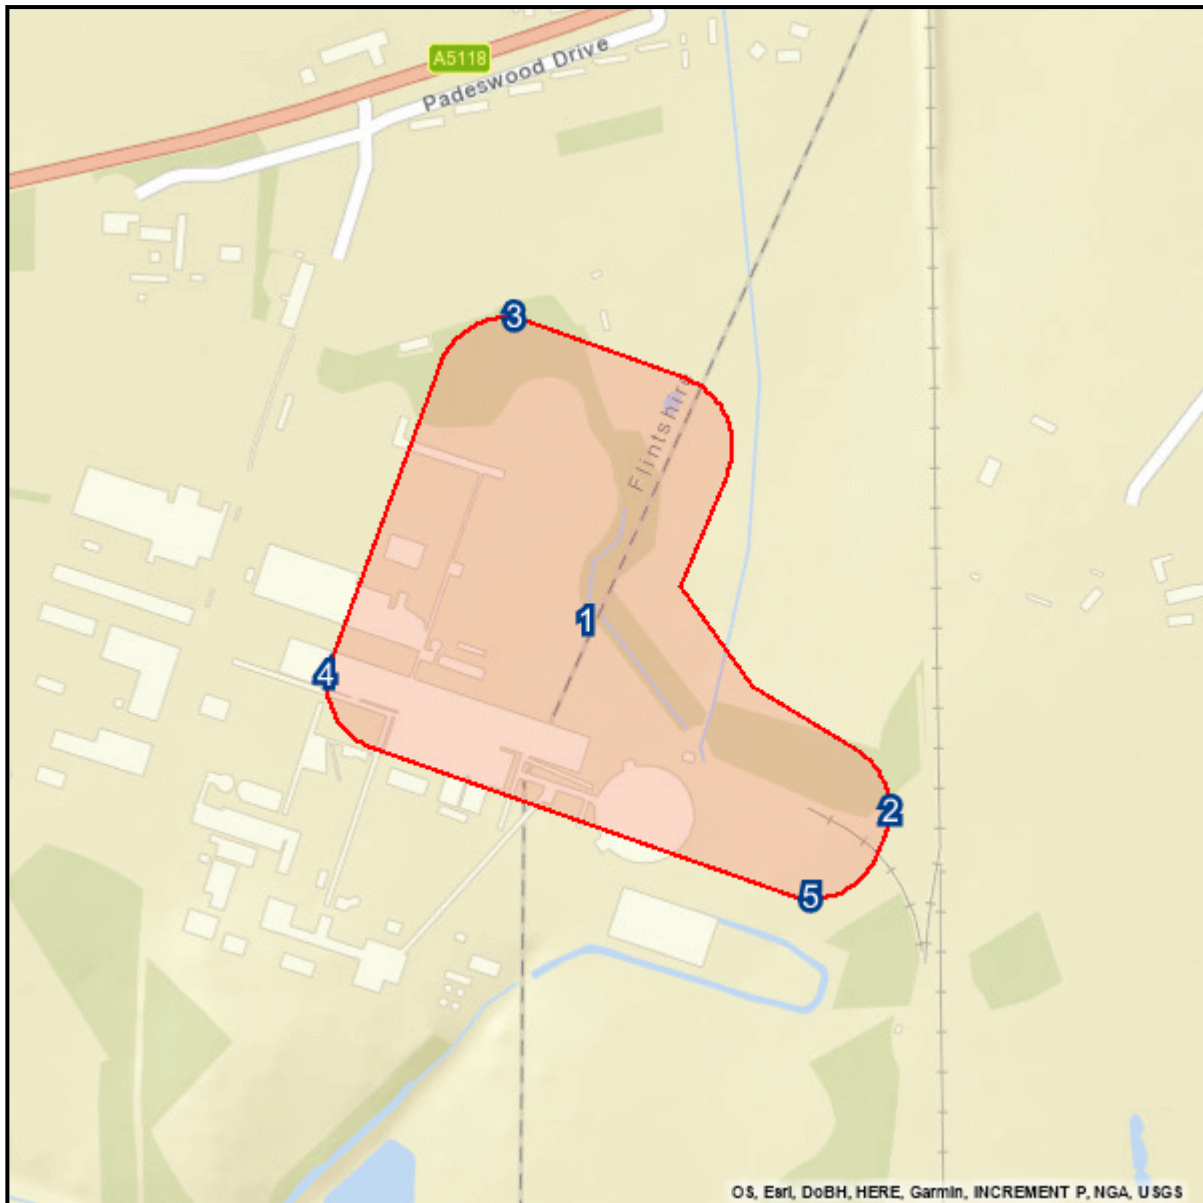 A5118
Padeswood Drive
3
Flintshire
1
4
2
5
OS, Esri, DoBH, HERE, Garmin, INCREMENT P, NGA, USGS